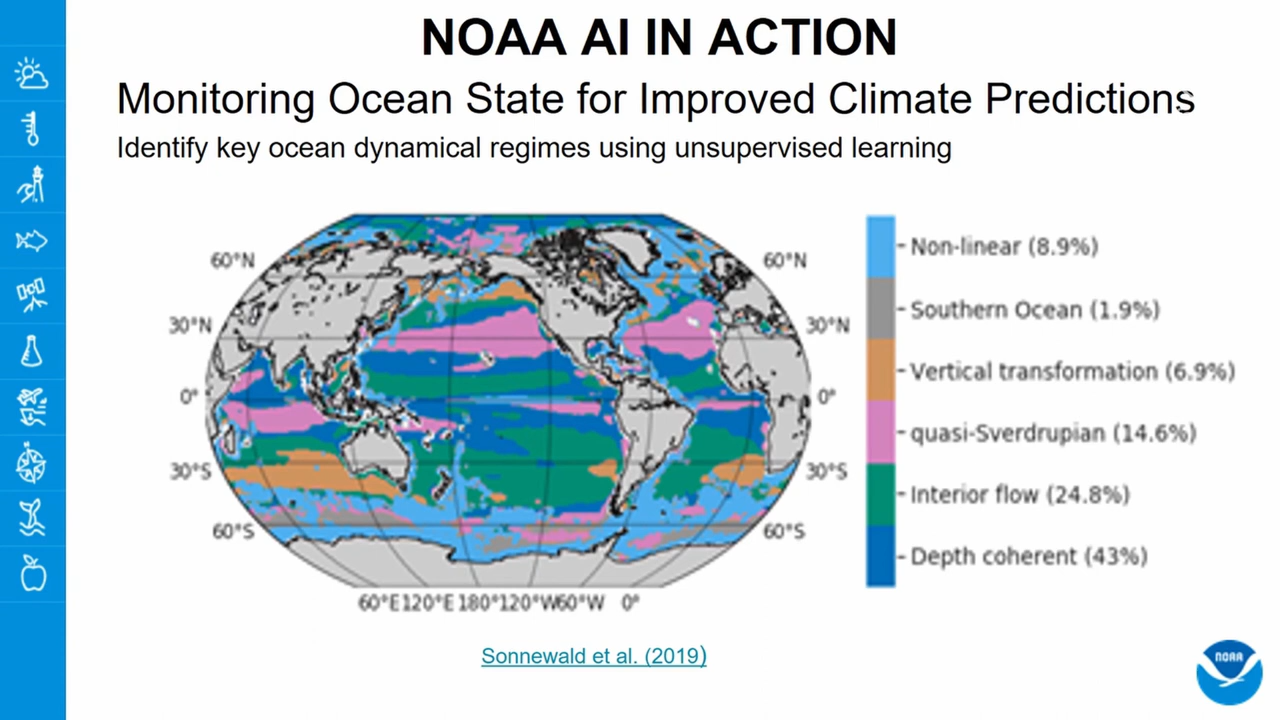 NOAA AI IN ACTION
Monitoring Ocean State for Improved Climate Predictions
Identify key ocean dynamical regimes using unsupervised learning
60°N
60°N
30°N
30°N
0°
0°
30°S
30°S
60°S
60°S
60°E120°E 180°120°W60°W 0°
Non-linear (8.9%)
Southern Ocean (1.9%)
Vertical transformation (6.9%)
quasi-Sverdrupian (14.6%)
Interior flow (24.8%)
Depth coherent (43%)
Sonnewald et al. (2019)
NOAA